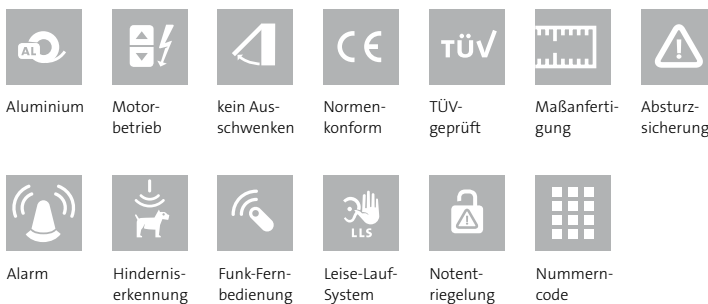 AL
CE
TÜV
Aluminium
Motor-
betrieb
kein Aus-
schwenken
Normen-
konform
TÜV-
geprüft
Maßanferti-
gung
Absturz-
sicherung
LLS
Alarm
Hindernis-
erkennung
Funk-Fern-
bedienung
Leise-Lauf-
System
Notent-
riegelung
Nummern-
code